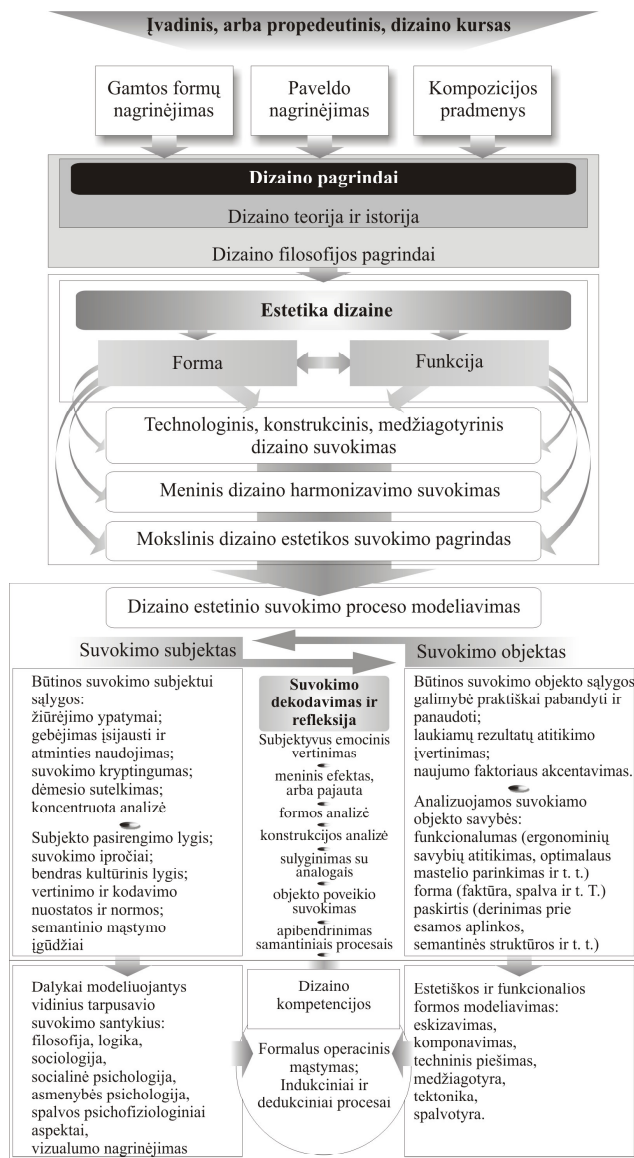 Įvadinis, arba propedeutinis, dizaino kursas
Gamtos formų
nagrinėjimas
Paveldo
nagrinėjimas
Kompozicijos
pradmenys
Dizaino pagrindai
Dizaino teorija ir istorija
Dizaino filosofijos pagrindai
Estetika dizaine
Forma
Funkcija
Technologinis, konstrukcinis, medžiagotyrinis
dizaino suvokimas
Meninis dizaino harmonizavimo suvokimas
Mokslinis dizaino estetikos suvokimo pagrindas
Dizaino estetinio suvokimo proceso modeliavimas
Suvokimo subjektas
Suvokimo objektas
Būtinos suvokimo subjektui
sąlygos:
žiūrėjimo ypatymai;
gebėjimas įsijausti ir
atminties naudojimas;
suvokimo kryptingumas;
dėmesio sutelkimas;
koncentruota analizė
Subjekto pasirengimo lygis;
suvokimo įpročiai;
bendras kultūrinis lygis;
vertinimo ir kodavimo
nuostatos ir normos;
semantinio mąstymo
įgūdžiai
Suvokimo
dekodavimas ir
refleksija
Subjektyvus emocinis
vertinimas
meninis efektas,
arba pajauta
formos analizė
konstrukcijos analizė
sulyginimas su
analogais
objekto poveikio
suvokimas
apibendrinimas
samantiniais procesais
Būtinos suvokimo objekto sąlygos
galimybė praktiškai pabandyti ir
panaudoti;
laukiamų rezultatų atitikimo
įvertinimas;
naujumo faktoriaus akcentavimas.
Analizuojamos suvokiamo
objekto savybės:
funkcionalumas (ergonominių
savybių atitikimas, optimalaus
mastelio parinkimas ir t. t.)
forma (faktūra, spalva ir t. T.)
paskirtis (derinimas prie
esamos aplinkos,
semantinės struktūros ir t. t.)
Dalykai modeliuojantys
vidinius tarpusavio
suvokimo santykius:
filosofija, logika,
sociologija,
socialinė psichologija,
asmenybės psichologija,
spalvos psichofiziologiniai
aspektai,
vizualumo nagrinėjimas
Dizaino
kompetencijos
Formalus operacinis
mąstymas;
Indukciniai ir
dedukciniai procesai
Estetiškos ir funkcionalios
formos modeliavimas:
eskizavimas,
komponavimas,
techninis piešimas,
medžiagotyra,
tektonika,
spalvotyra.